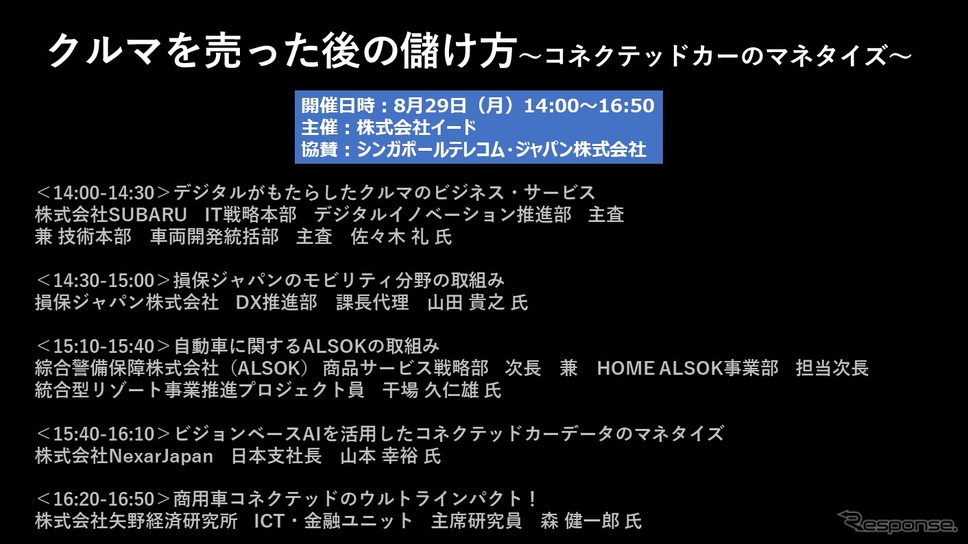 クルマを売った後の儲け方～コネクテッドカーのマネタイズ～
開催日時：8月29日（月）14:00～16:50
主催：株式会社イード
協賛：シンガポールテレコム・ジャパン株式会社
＜14:00-14:30＞デジタルがもたらしたクルマのビジネス・サービス
株式会社SUBARU　IT戦略本部　デジタルイノベーション推進部　主査
兼 技術本部　車両開発統括部　主査　佐々木 礼 氏
＜14:30-15:00＞損保ジャパンのモビリティ分野の取組み
損保ジャパン株式会社　DX推進部　課長代理　山田 貴之 氏
＜15:10-15:40＞自動車に関するALSOKの取組み
綜合警備保障株式会社（ALSOK） 商品サービス戦略部　次長　兼　HOME ALSOK事業部　担当次長
統合型リゾート事業推進プロジェクト員　干場 久仁雄 氏
＜15:40-16:10＞ビジョンベースAIを活用したコネクテッドカーデータのマネタイズ
株式会社NexarJapan　日本支社長　山本 幸裕 氏
＜16:20-16:50＞商用車コネクテッドのウルトラインパクト！
株式会社矢野経済研究所　ICT・金融ユニット　主席研究員　森 健一郎 氏
Response.